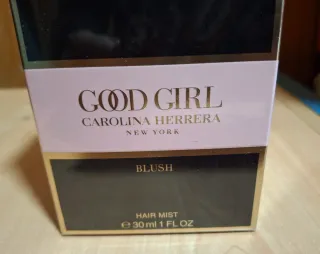 GOOD GIRL
CAROLINA HERRERA
NEW YORK
BLUSH
HAIR MIST
℮ 30 ml 1 FL OZ